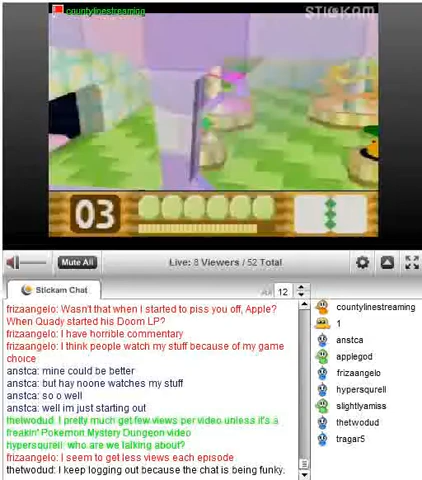 countylinestreaming
STICKAM
03
Mute All
Live: 8 Viewers / 52 Total
Stickam Chat
AA 12
frizaangelo: Wasn't that when I started to piss you off, Apple?
When Quady started his Doom LP?
frizaangelo: I have horrible commentary
frizaangelo: I think people watch my stuff because of my game
choice
anstca: mine could be better
anstca: but hay noone watches my stuff
anstca: so o well
anstca: well im just starting out
thetwodud: I pretty much get few views per video unless it's a
freakin' Pokemon Mystery Dungeon video
hypersqurell: who are we talking about?
frizaangelo: I seem to get less views each episode
thetwodud: I keep logging out because the chat is being funky.
countylinestreaming
1
anstca
applegod
frizaangelo
hypersqurell
slightlyamiss
thetwodud
tragar5